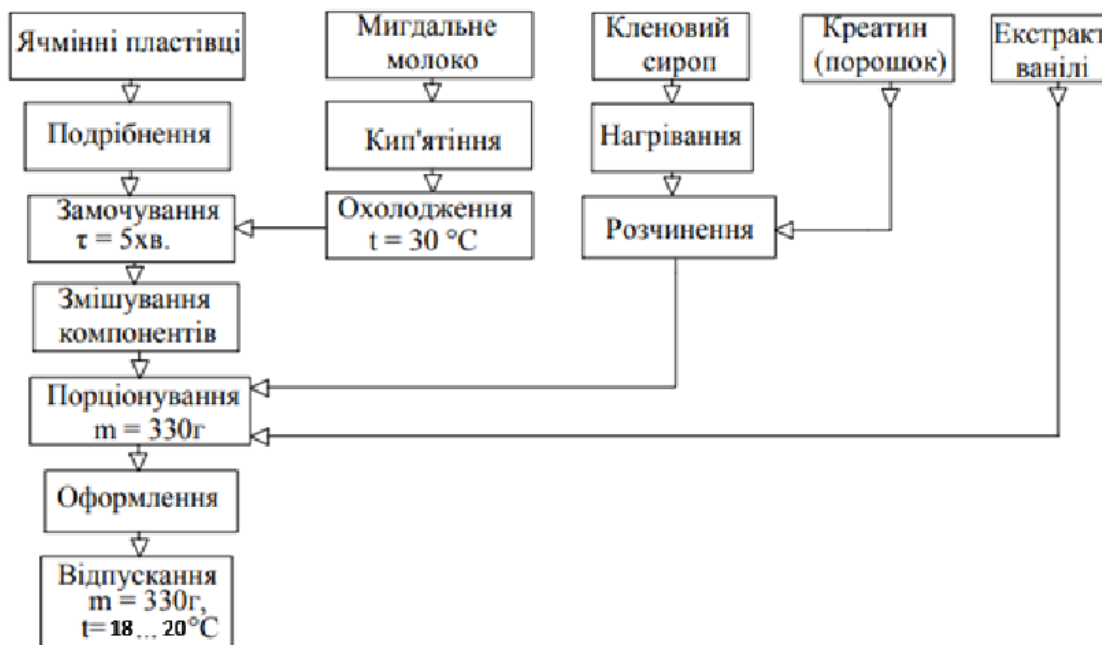 Ячмінні пластівці
Мигдальне
молоко
Кленовий
сироп
Креатин
(порошок)
Екстракт
ванілі
Подрібнення
Кип'ятіння
Нагрівання
Замочування
τ = 5хв.
Охолодження
t = 30 °C
Розчинення
Змішування
компонентів
Порціонування
m = 330г
Оформлення
Відпускання
m = 330г,
t= 18 ... 20°C